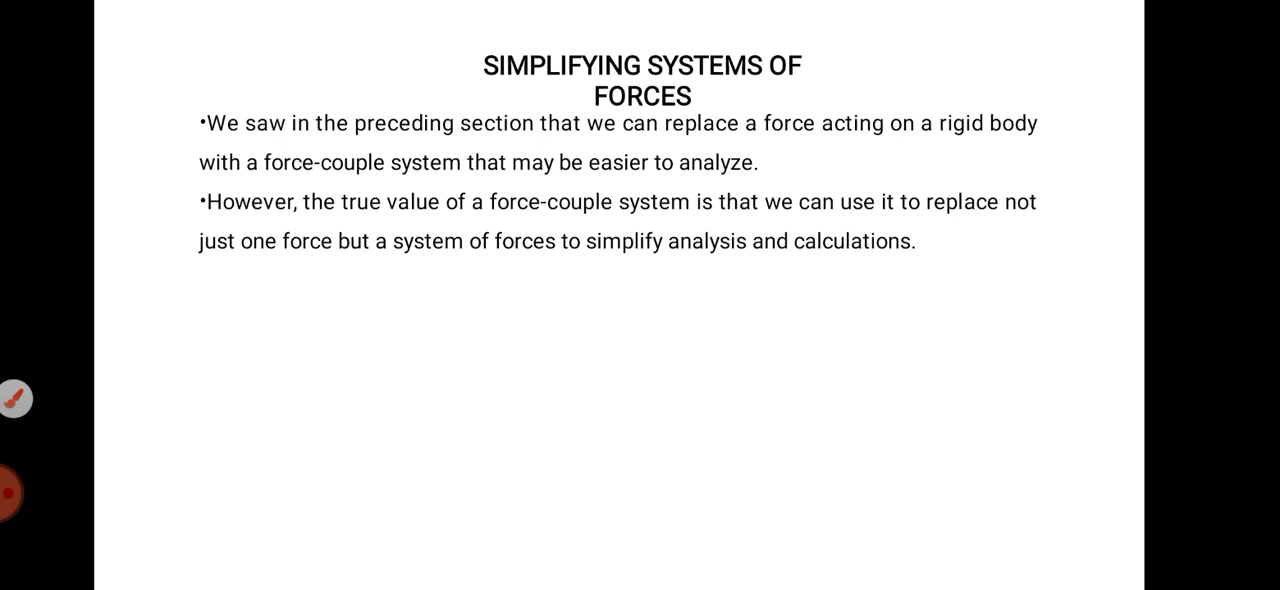 SIMPLIFYING SYSTEMS OF
FORCES
•We saw in the preceding section that we can replace a force acting on a rigid body
with a force-couple system that may be easier to analyze.
•However, the true value of a force-couple system is that we can use it to replace not
just one force but a system of forces to simplify analysis and calculations.